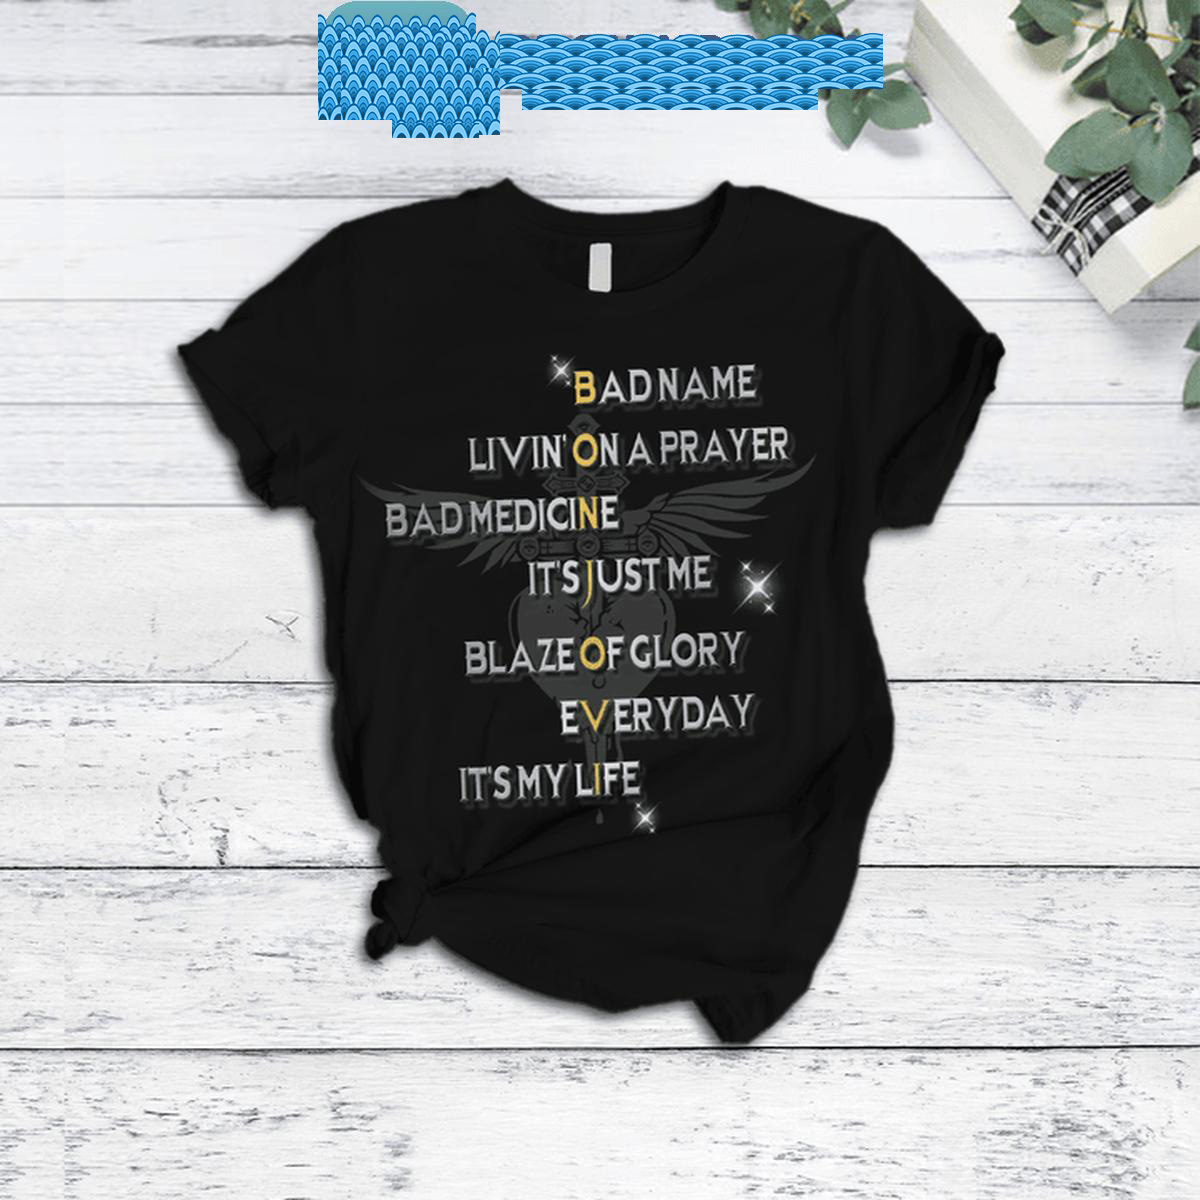 BAD NAME
LIVIN' ON A PRAYER
BAD MEDICINE
IT'S JUST ME
BLAZE OF GLORY
EVERYDAY
IT'S MY LIFE